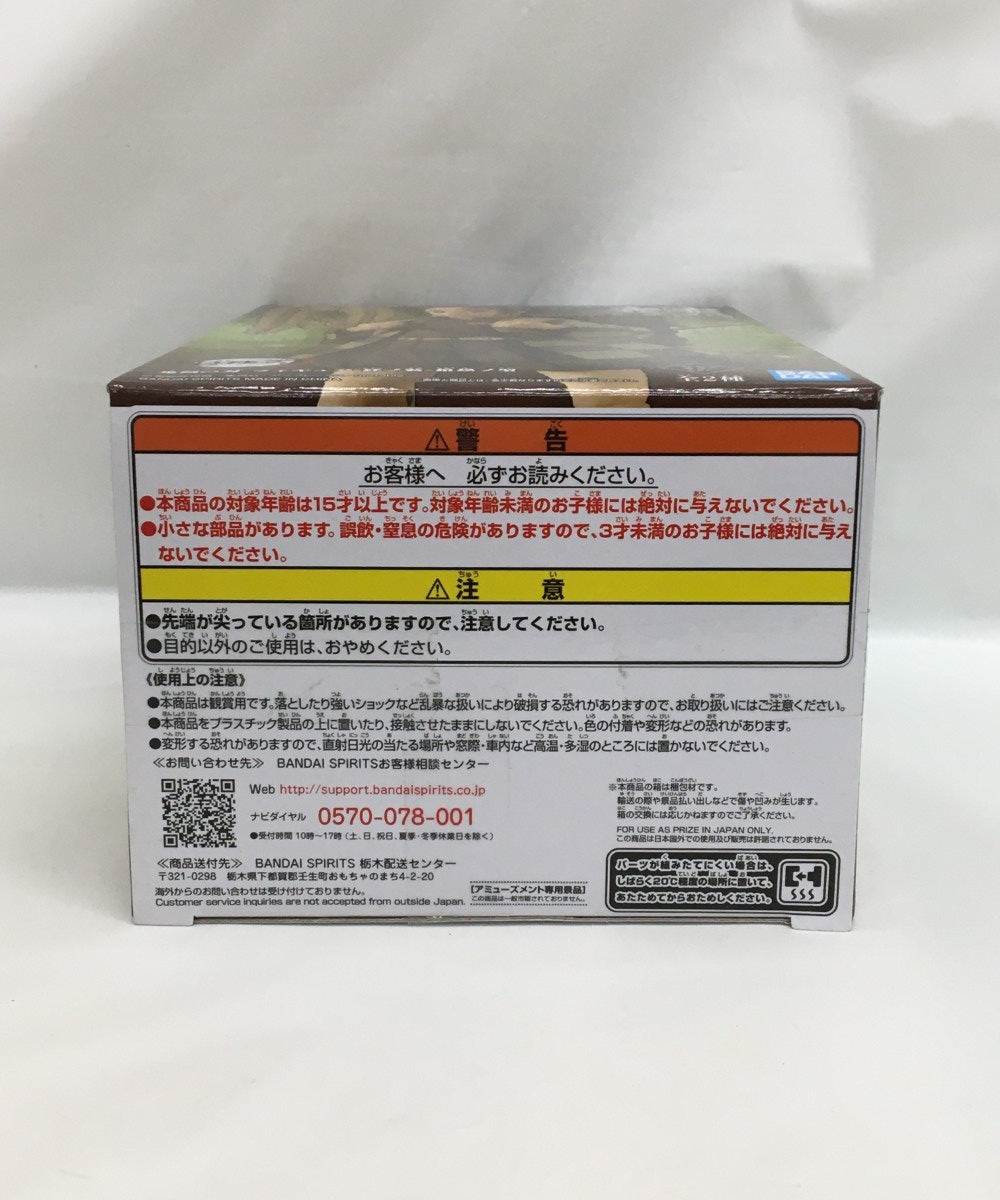 全2種
⚠警告
お客様へ 必ずお読みください。
●本商品の対象年齢は15才以上です。対象年齢未満のお子様には絶対に与えないでください。
●小さな部品があります。誤飲・窒息の危険がありますので、3才未満のお子様には絶対に与え
ないでください。
⚠注意
●先端が尖っている箇所がありますので、注意してください。
●目的以外のご使用は、おやめください。
《使用上の注意》
●本商品は観賞用です。落としたり強いショックなど乱暴な扱いにより破損する恐れがありますので、お取り扱いにはご注意ください。
●本商品をプラスチック製品の上に置いたり、接触させたままにしないでください。色の付着や変形などの恐れがあります。
●変形する恐れがありますので、直射日光の当たる場所や窓際・車内など高温・多湿のところには置かないでください。
≪お問い合わせ先≫ BANDAI SPIRITSお客様相談センター
Web http://support.bandaispirits.co.jp
ナビダイヤル 0570-078-001
●受付時間 10時~17時(土、日、祝日、夏季・冬季休業日を除く)
≪商品送付先≫ BANDAI SPIRITS 栃木配送センター
〒321-0298 栃木県下都賀郡壬生町おもちゃのまち4-2-20
海外からのお問い合わせは受け付けておりません。
Customer service inquiries are not accepted from outside Japan.
[アミューズメント専用景品]
この商品は一般市販されておりません。
※本商品の箱は梱包材です。
輸送の際や景品払い出しなどで傷や凹みが生じます。
箱の交換には応じかねますのでご了承ください。
FOR USE AS PRIZE IN JAPAN ONLY.
この商品は日本国外での使用及び販売は許諾されておりません。
パーツが組みたてにくい場合は、
しばらく20℃程度の場所に置いて、
あたためてからおためしください。